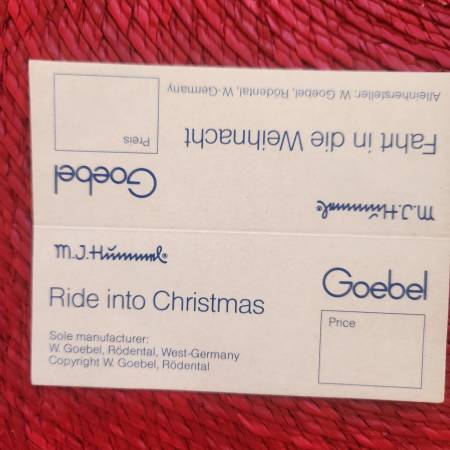 Alleinhersteller: W. Goebel, Rödental, W.-Germany
Fahrt in die Weihnacht
M.J.Hummel®
Preis
Goebel
M.J.Hummel®
Ride into Christmas
Sole manufacturer:
W. Goebel, Rödental, West-Germany
Copyright W. Goebel, Rödental
Goebel
Price